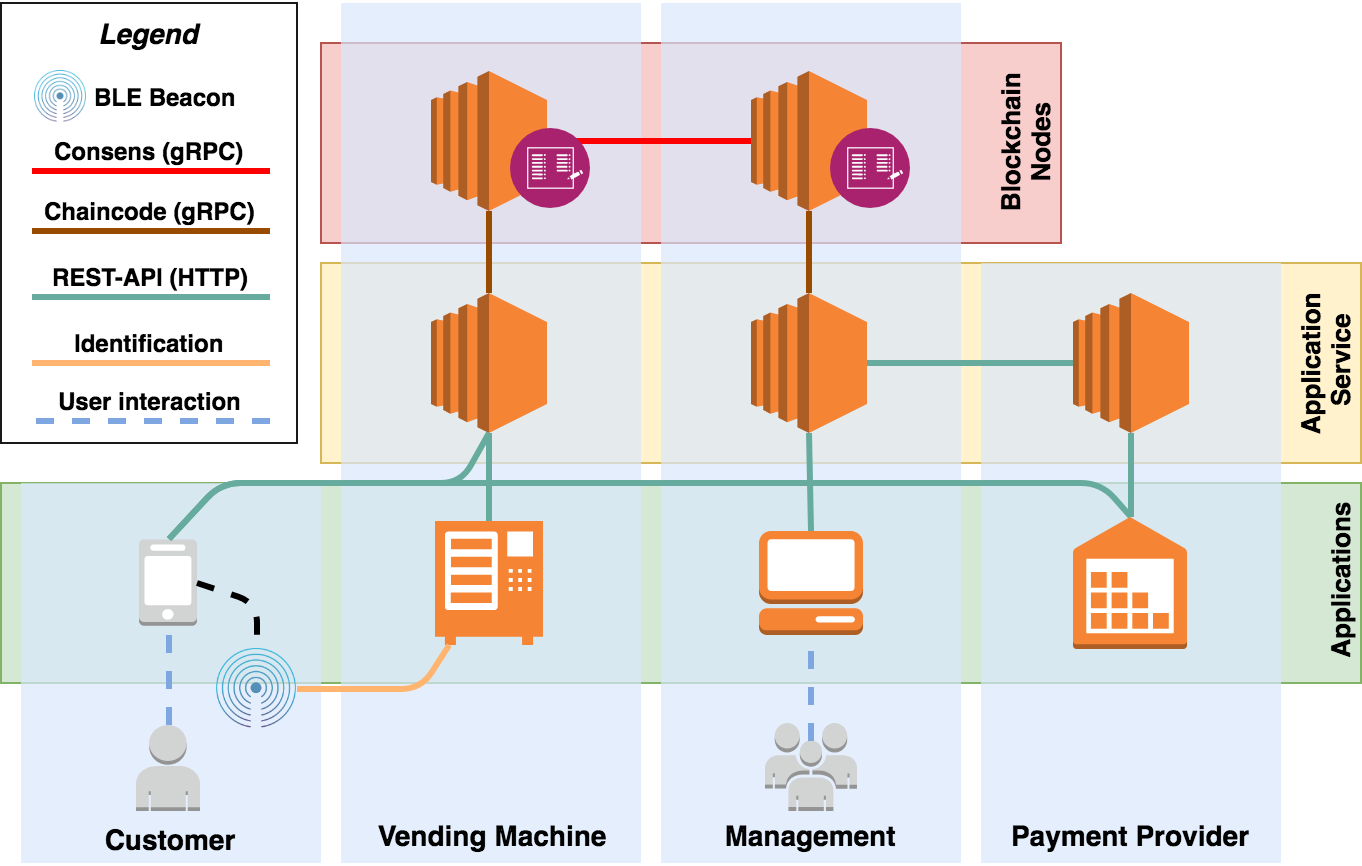 Legend
BLE Beacon
Consens (gRPC)
Chaincode (gRPC)
REST-API (HTTP)
Identification
User interaction
Blockchain
Nodes
Application
Service
Applications
Customer
Vending Machine
Management
Payment Provider